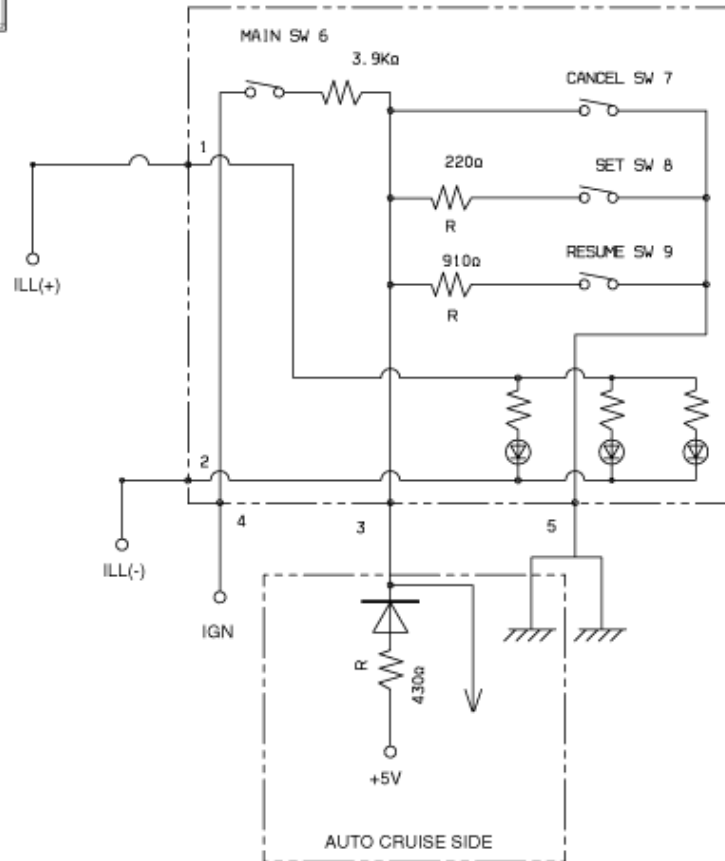 MAIN SW 6
3.9KΩ
CANCEL SW 7
1
220Ω
SET SW 8
R
910Ω
RESUME SW 9
R
ILL(+)
2
4
3
5
ILL(-)
IGN
R
430Ω
+5V
AUTO CRUISE SIDE